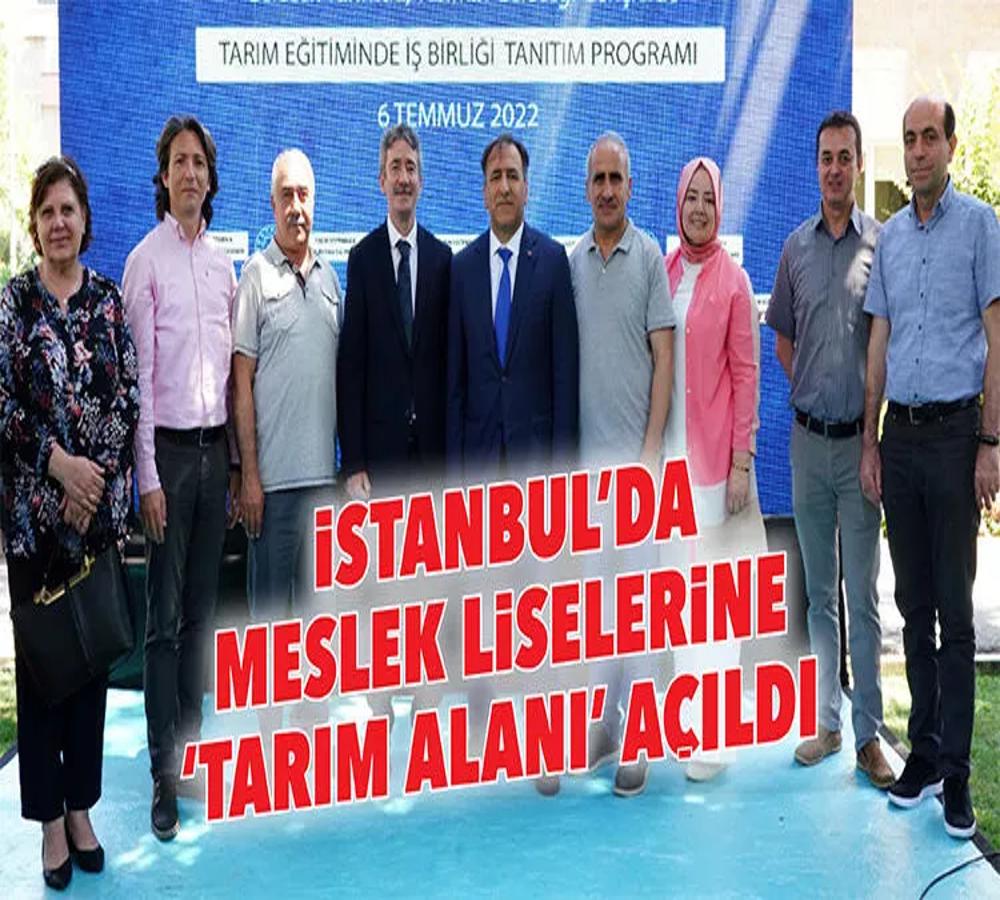 TARIM EĞİTİMİNDE İŞ BİRLİĞİ TANITIM PROGRAMI
6 TEMMUZ 2022
İSTANBUL'DA
MESLEK LİSELERİNE
'TARIM ALANI' AÇILDI